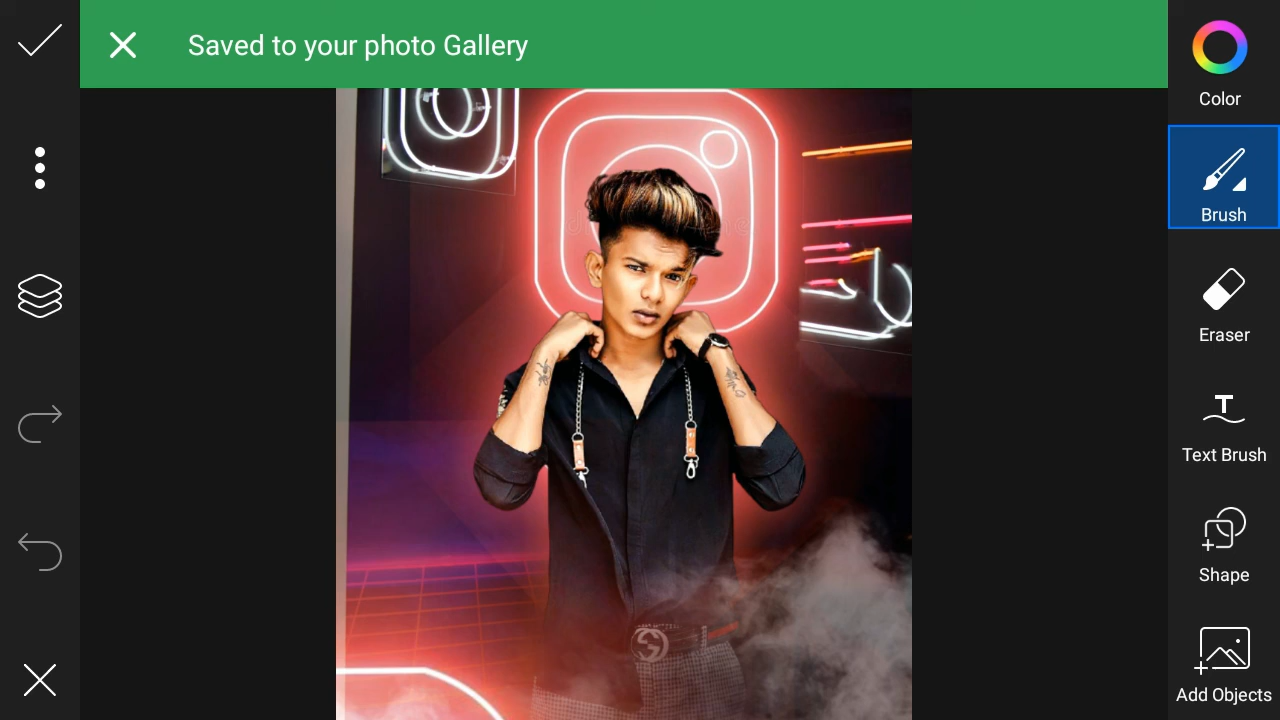 Saved to your photo Gallery
Color
Brush
Eraser
Text Brush
Shape
Add Objects